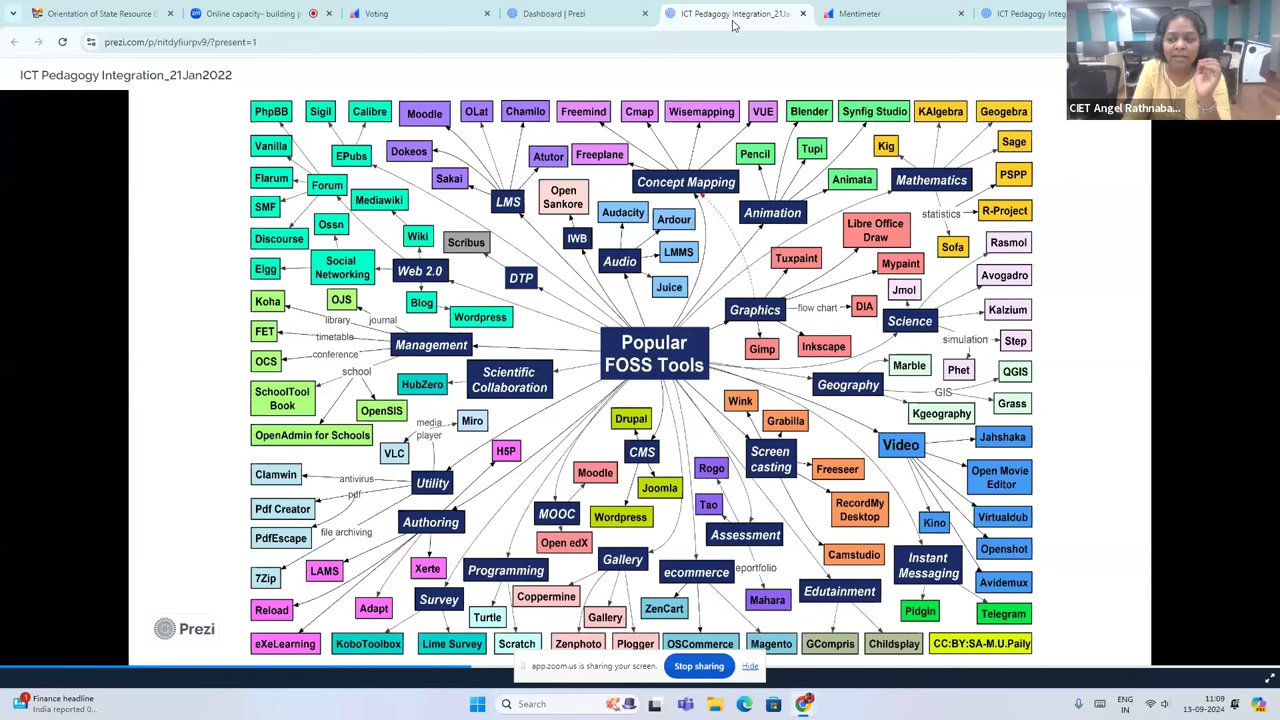 Orientation of State Resource G
Online capacity- building p
Voting
Dashboard | Prezi
ICT Pedagogy Integration_21Ja
Mentimeter
ICT Pedagogy Integ
prezi.com/p/nitdyfiurpv9/?present=1
CIET Angel Rathnaba...
ICT Pedagogy Integration_21Jan2022
PhpBB
Sigil
Calibre
Moodle
OLat
Chamilo
Freemind
Cmap
Wisemapping
VUE
Blender
Synfig Studio
KAlgebra
Geogebra
Vanilla
EPubs
Dokeos
Atutor
Freeplane
Pencil
Tupi
Kig
Sage
Flarum
Forum
Sakai
Concept Mapping
Animata
Mathematics
PSPP
SMF
Mediawiki
LMS
Open
Sankore
Audacity
Ardour
Animation
statistics
R-Project
Discourse
Ossn
Wiki
Scribus
IWB
Libre Office
Draw
Sofa
Rasmol
Elgg
Social
Networking
Web 2.0
DTP
Audio
LMMS
Juice
Tuxpaint
Mypaint
Avogadro
Koha
OJS
Blog
Wordpress
Graphics
flow chart
DIA
Jmol
Science
Kalzium
library
journal
FET
timetable
Management
Popular
FOSS Tools
Gimp
Inkscape
simulation
Step
OCS
conference
school
Scientific
Collaboration
HubZero
Geography
Marble
Phet
QGIS
SchoolTool
Book
OpenSIS
GIS
Grass
Kgeography
OpenAdmin for Schools
media
player
Miro
VLC
Drupal
CMS
Wink
Grabilla
Screen
casting
Video
Jahshaka
Clamwin
antivirus
Utility
H5P
Moodle
Joomla
Rogo
Freeseer
Open Movie
Editor
Pdf Creator
pdf
Authoring
MOOC
Wordpress
Tao
RecordMy
Desktop
Kino
Virtualdub
PdfEscape
file archiving
Open edX
Gallery
Assessment
Camstudio
Instant
Messaging
Openshot
7Zip
LAMS
Xerte
Programming
ecommerce
eportfolio
Edutainment
Avidemux
Reload
Adapt
Survey
Turtle
Coppermine
Gallery
ZenCart
Mahara
Pidgin
Telegram
eXeLearning
KoboToolbox
Lime Survey
Scratch
Zenphoto
Plogger
OSCommerce
Magento
GCompris
Childsplay
CC:BY:SA-M.U.Paily
Prezi
app.zoom.us is sharing your screen.
Stop sharing
Hide
Finance headline
India reported 0...
Search
ENG
IN
11:09
13-09-2024